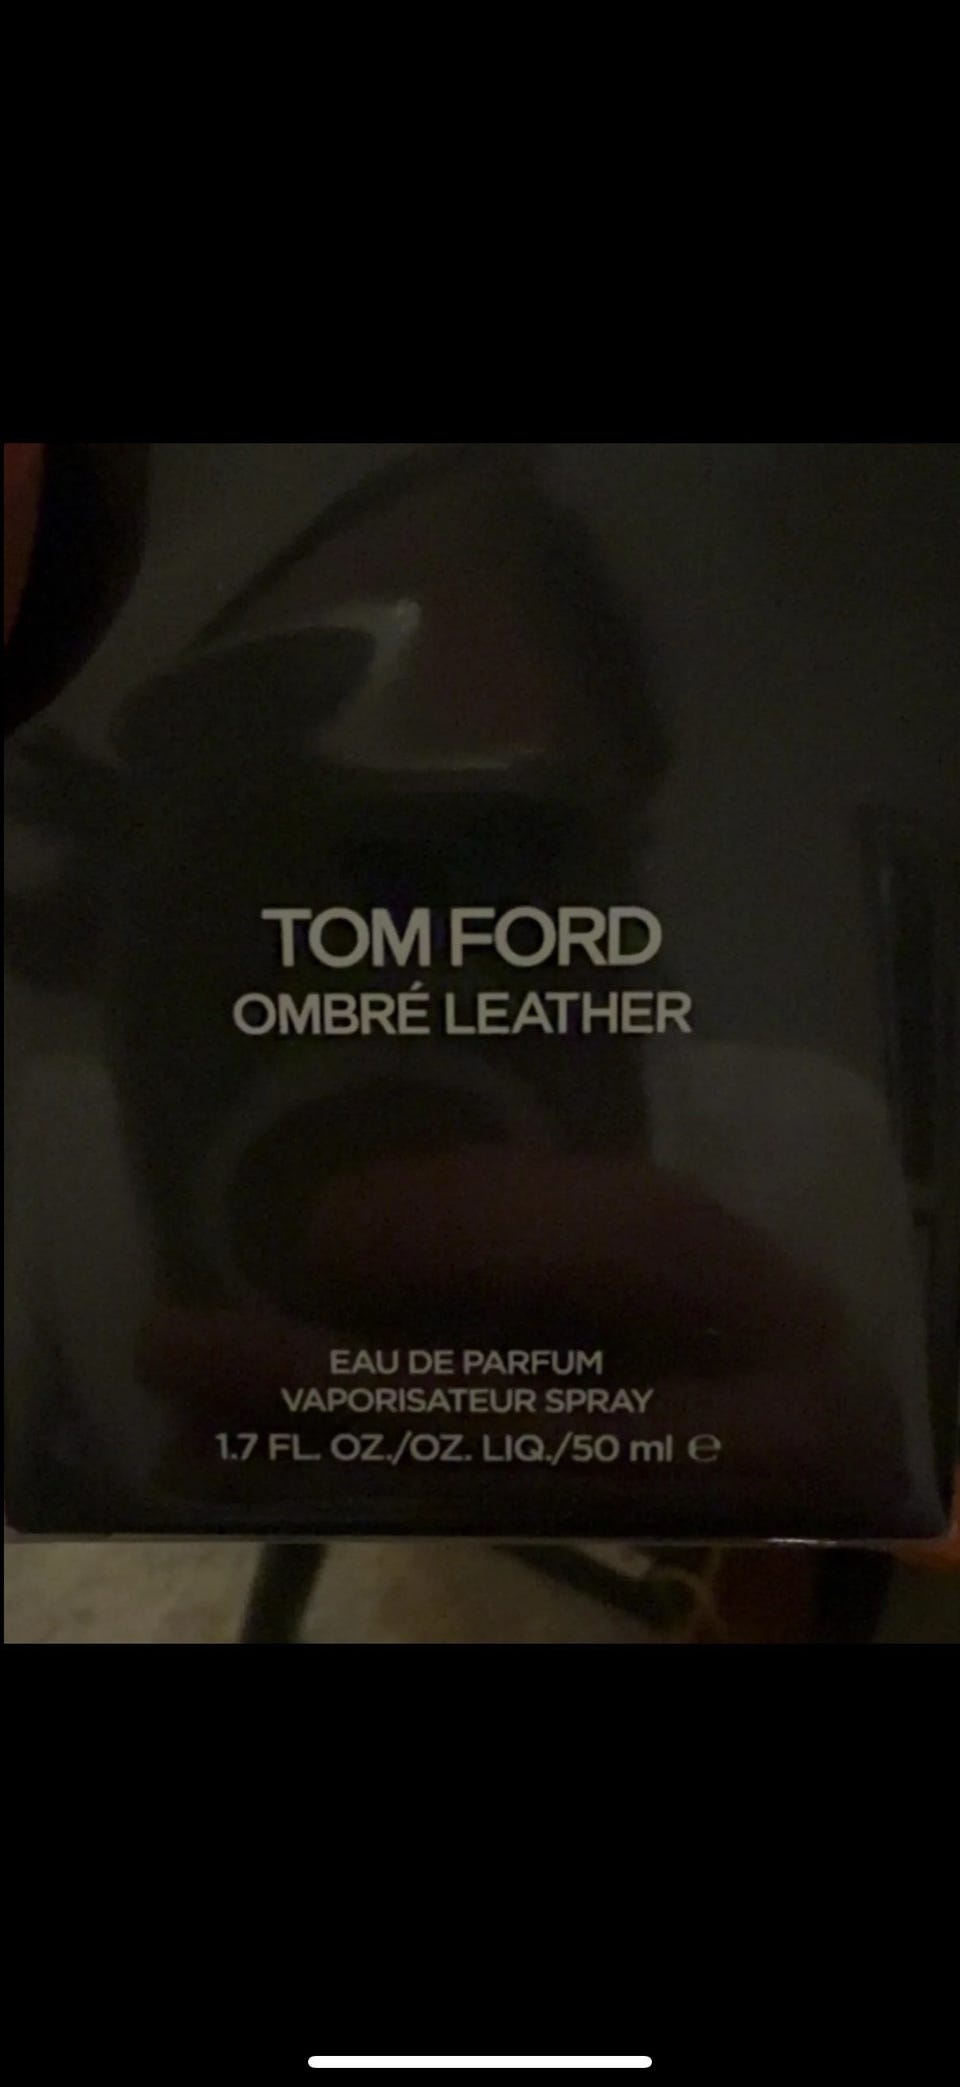 TOM FORD
OMBRÉ LEATHER
EAU DE PARFUM
VAPORISATEUR SPRAY
1.7 FL. OZ./OZ. LIQ./50 ml ℮